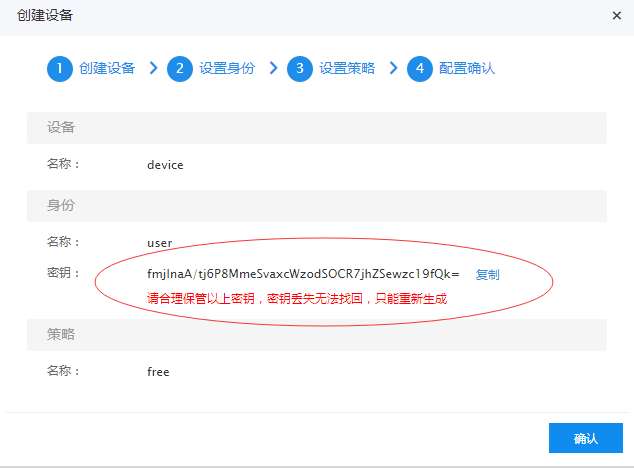 创建设备 ×
1 创建设备 > 2 设置身份 > 3 设置策略 > 4 配置确认
设备
名称： device
身份
名称： user
密钥： fmjlnaA/tj6P8MmeSvaxcWzodSOCR7jhZSewzc19fQk= 复制
请合理保管以上密钥，密钥丢失无法找回，只能重新生成
策略
名称： free
确认